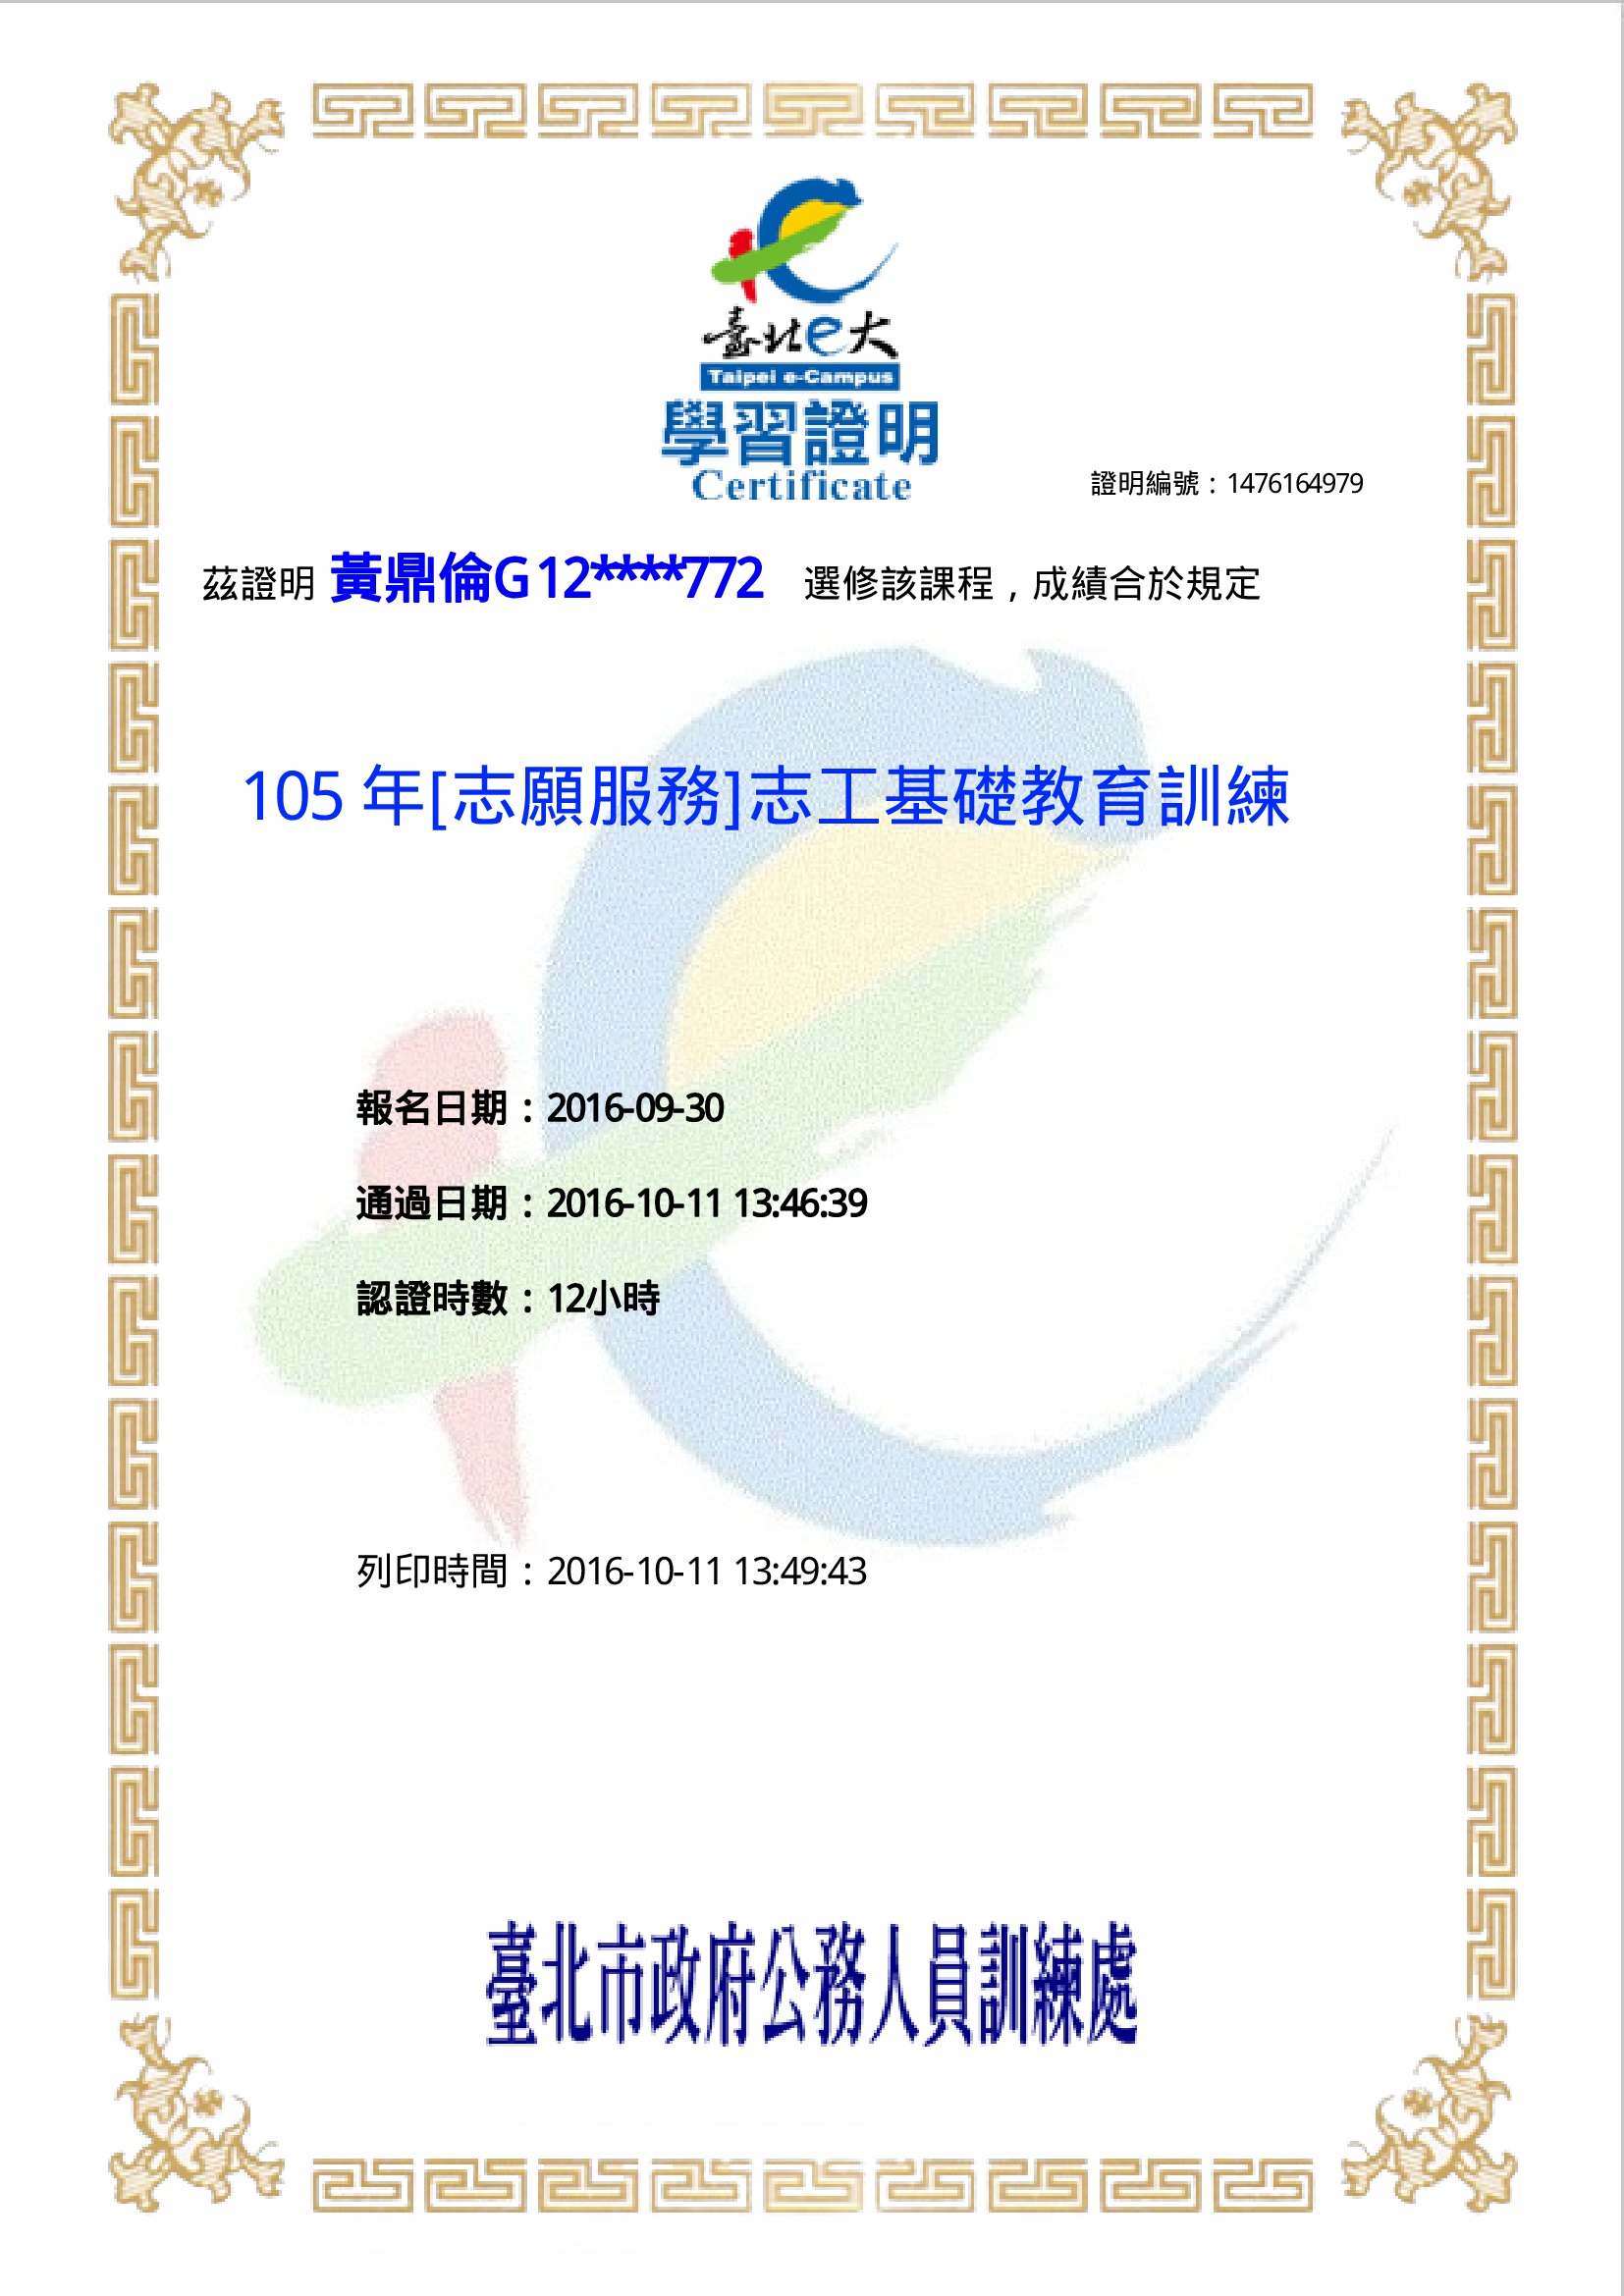 臺北e大
Taipei e-Campus
學習證明
Certificate
證明編號：1476164979
茲證明 黃鼎倫G12****772 選修該課程，成績合於規定
105 年[志願服務]志工基礎教育訓練
報名日期：2016-09-30
通過日期：2016-10-11 13:46:39
認證時數：12小時
列印時間：2016-10-11 13:49:43
臺北市政府公務人員訓練處